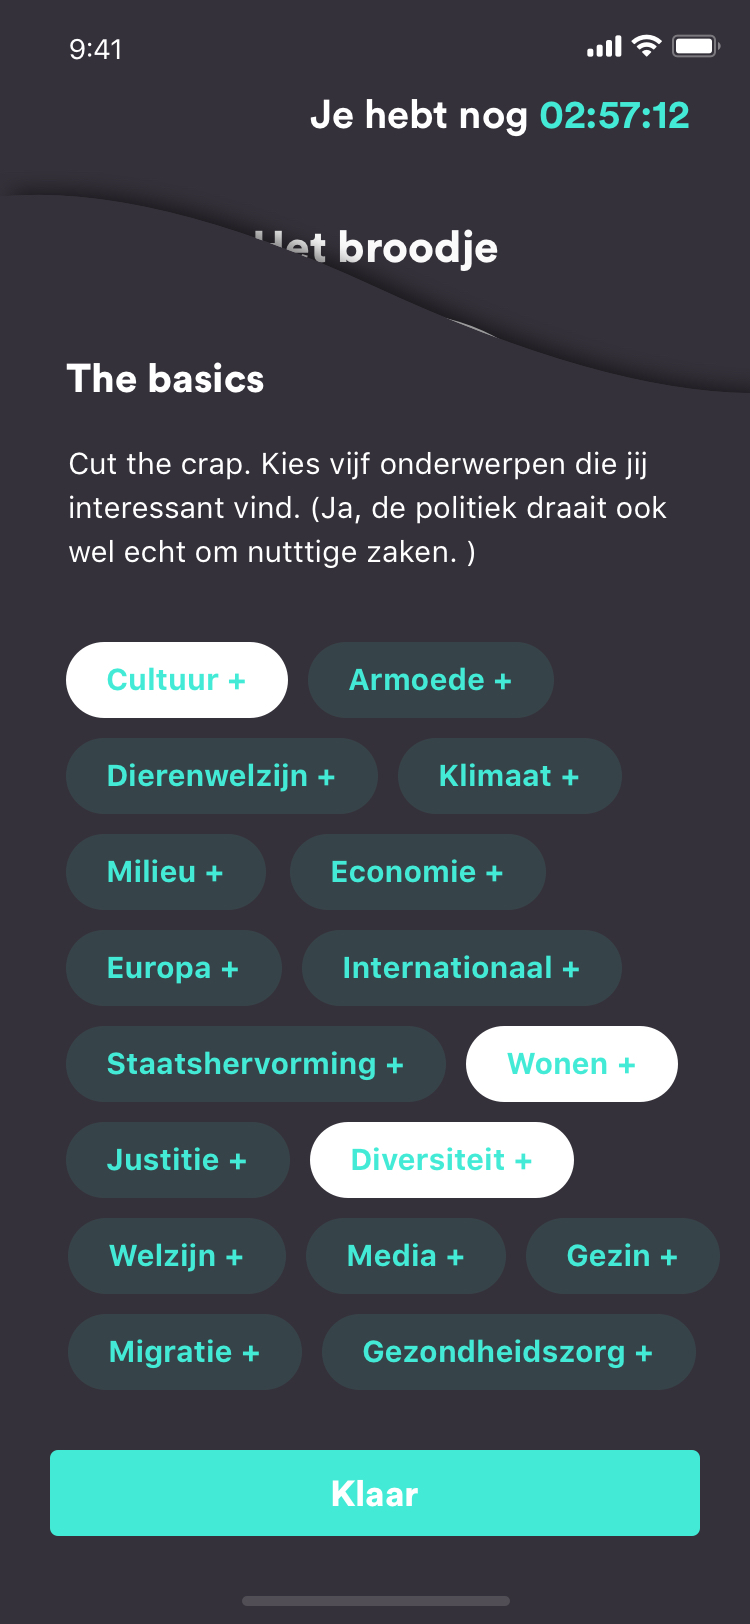 9:41
Je hebt nog 02:57:12
Het broodje
The basics
Cut the crap. Kies vijf onderwerpen die jij
interessant vind. (Ja, de politiek draait ook
wel echt om nutttige zaken. )
Cultuur + Armoede +
Dierenwelzijn + Klimaat +
Milieu + Economie +
Europa + Internationaal +
Staatshervorming + Wonen +
Justitie + Diversiteit +
Welzijn + Media + Gezin +
Migratie + Gezondheidszorg +
Klaar